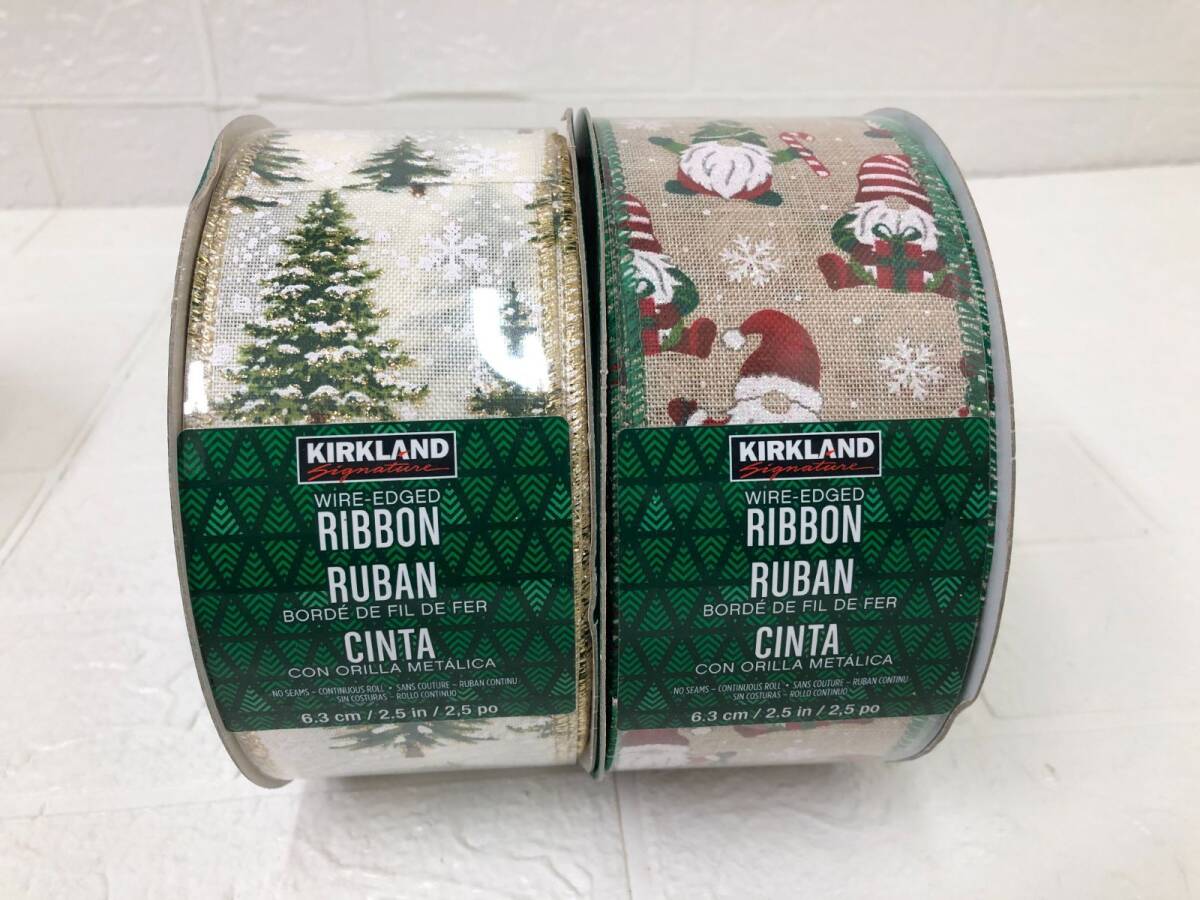 KIRKLAND
Signature
WIRE-EDGED
RIBBON
RUBAN
BORDÉ DE FIL DE FER
CINTA
CON ORILLA METÁLICA
NO SEAMS – CONTINUOUS ROLL • SANS COUTURE – RUBAN CONTINU
SIN COSTURAS – ROLLO CONTINUO
6.3 cm / 2.5 in / 2,5 po
KIRKLAND
Signature
WIRE-EDGED
RIBBON
RUBAN
BORDÉ DE FIL DE FER
CINTA
CON ORILLA METÁLICA
NO SEAMS – CONTINUOUS ROLL • SANS COUTURE – RUBAN CONTINU
SIN COSTURAS – ROLLO CONTINUO
6.3 cm / 2.5 in / 2,5 po